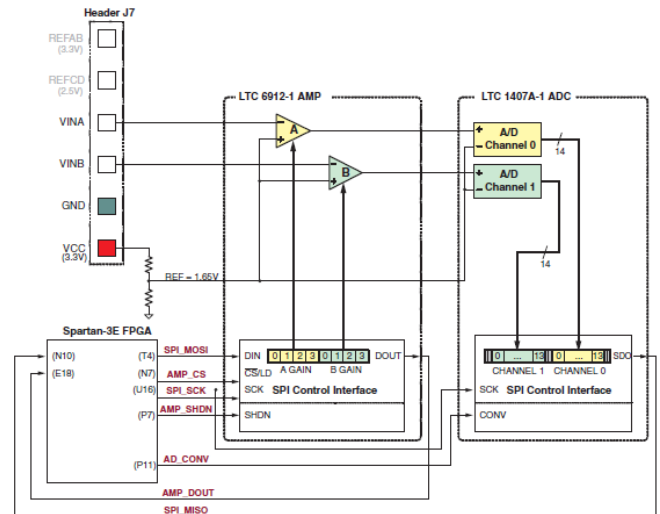 Header J7
REFAB
(3.3V)
REFCD
(2.5V)
VINA
VINB
GND
VCC
(3.3V)
REF = 1.65V
LTC 6912-1 AMP
A
B
LTC 1407A-1 ADC
A/D
Channel 0
A/D
Channel 1
14
14
Spartan-3E FPGA
(N10)
(E18)
(T4)
(N7)
(U16)
(P7)
(P11)
SPI_MOSI
AMP_CS
SPI_SCK
AMP_SHDN
AD_CONV
AMP_DOUT
SPI_MISO
DIN
0 1 2 3 0 1 2 3
DOUT
A GAIN B GAIN
CS/LD
SCK
SPI Control Interface
SHDN
0 ... 13 0 ... 13
SDO
CHANNEL 1 CHANNEL 0
SPI Control Interface
SCK
CONV